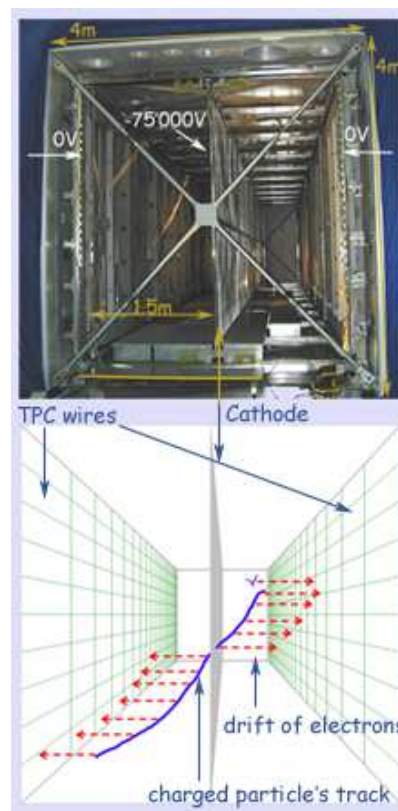 4m
4m
-75'000V
0V
0V
1.5m
TPC wires
Cathode
drift of electrons
charged particle's track